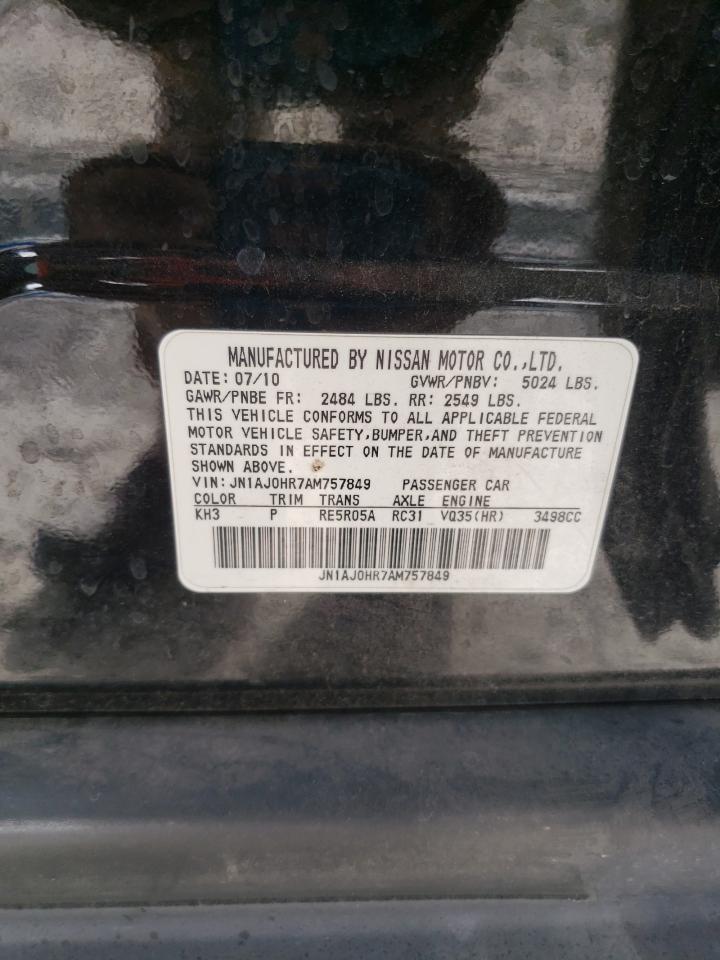 MANUFACTURED BY NISSAN MOTOR CO.,LTD.
DATE: 07/10 GVWR/PNBV: 5024 LBS.
GAWR/PNBE FR: 2484 LBS. RR: 2549 LBS.
THIS VEHICLE CONFORMS TO ALL APPLICABLE FEDERAL
MOTOR VEHICLE SAFETY,BUMPER,AND THEFT PREVENTION
STANDARDS IN EFFECT ON THE DATE OF MANUFACTURE
SHOWN ABOVE.
VIN:JN1AJ0HR7AM757849 PASSENGER CAR
COLOR TRIM TRANS AXLE ENGINE
KH3 P RE5R05A RC31 VQ35(HR) 3498CC
JN1AJ0HR7AM757849